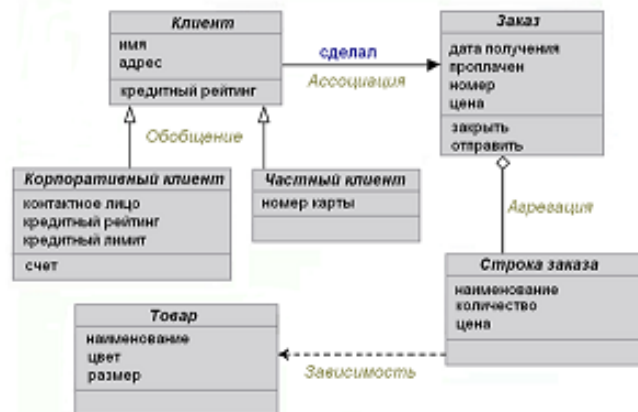 Клиент
имя
адрес
кредитный рейтинг
сделал
Ассоциация
Заказ
дата получения
проплачен
номер
цена
закрыть
отправить
Обобщение
Корпоративный клиент
контактное лицо
кредитный рейтинг
кредитный лимит
счет
Частный клиент
номер карты
Агрегация
Строка заказа
наименование
количество
цена
Товар
наименование
цвет
размер
Зависимость